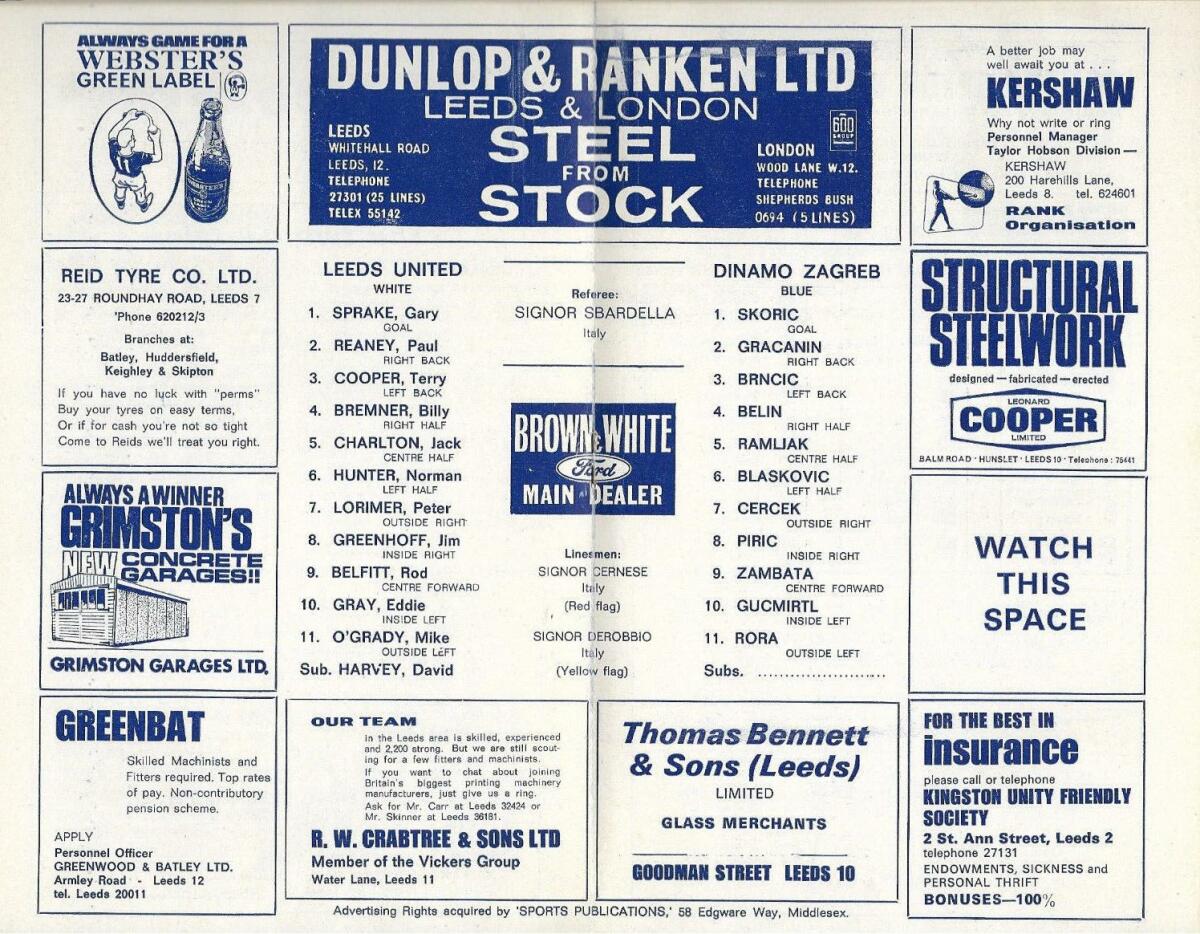 ALWAYS GAME FOR A
WEBSTER'S
GREEN LABEL
DUNLOP & RANKEN LTD
LEEDS & LONDON
STEEL
FROM
STOCK
LEEDS
WHITEHALL ROAD
LEEDS, 12.
TELEPHONE
27301 (25 LINES)
TELEX 55142
600
GROUP
LONDON
WOOD LANE W.12.
TELEPHONE
SHEPHERDS BUSH
0694 (5 LINES)
A better job may
well await you at . . .
KERSHAW
Why not write or ring
Personnel Manager
Taylor Hobson Division —
KERSHAW
200 Harehills Lane,
Leeds 8. tel. 624601
RANK
Organisation
REID TYRE CO. LTD.
23-27 ROUNDHAY ROAD, LEEDS 7
'Phone 620212/3
Branches at:
Batley, Huddersfield,
Keighley & Skipton
If you have no luck with "perms"
Buy your tyres on easy terms,
Or if for cash you're not so tight
Come to Reids we'll treat you right.
ALWAYS A WINNER
GRIMSTON'S
NEW CONCRETE
GARAGES!!
GRIMSTON GARAGES LTD.
LEEDS UNITED
WHITE
1. SPRAKE, Gary
GOAL
2. REANEY, Paul
RIGHT BACK
3. COOPER, Terry
LEFT BACK
4. BREMNER, Billy
RIGHT HALF
5. CHARLTON, Jack
CENTRE HALF
6. HUNTER, Norman
LEFT HALF
7. LORIMER, Peter
OUTSIDE RIGHT
8. GREENHOFF, Jim
INSIDE RIGHT
9. BELFITT, Rod
CENTRE FORWARD
10. GRAY, Eddie
INSIDE LEFT
11. O'GRADY, Mike
OUTSIDE LEFT
Sub. HARVEY, David
Referee:
SIGNOR SBARDELLA
Italy
BROWN & WHITE
Ford
MAIN DEALER
Linesmen:
SIGNOR CERNESE
Italy
(Red flag)
SIGNOR DEROBBIO
Italy
(Yellow flag)
DINAMO ZAGREB
BLUE
1. SKORIC
GOAL
2. GRACANIN
RIGHT BACK
3. BRNCIC
LEFT BACK
4. BELIN
RIGHT HALF
5. RAMLJAK
CENTRE HALF
6. BLASKOVIC
LEFT HALF
7. CERCEK
OUTSIDE RIGHT
8. PIRIC
INSIDE RIGHT
9. ZAMBATA
CENTRE FORWARD
10. GUCMIRTL
INSIDE LEFT
11. RORA
OUTSIDE LEFT
Subs. ..............................
STRUCTURAL
STEELWORK
designed — fabricated — erected
LEONARD
COOPER
LIMITED
BALM ROAD · HUNSLET · LEEDS 10 · Telephone : 75441
WATCH
THIS
SPACE
GREENBAT
Skilled Machinists and
Fitters required. Top rates
of pay. Non-contributory
pension scheme.
APPLY
Personnel Officer
GREENWOOD & BATLEY LTD.
Armley Road - Leeds 12
tel. Leeds 20011
OUR TEAM
in the Leeds area is skilled, experienced
and 2,200 strong. But we are still scout-
ing for a few fitters and machinists.
If you want to chat about joining
Britain's biggest printing machinery
manufacturers, just give us a ring.
Ask for Mr. Carr at Leeds 32424 or
Mr. Skinner at Leeds 36181.
R. W. CRABTREE & SONS LTD
Member of the Vickers Group
Water Lane, Leeds 11
Thomas Bennett
& Sons (Leeds)
LIMITED
GLASS MERCHANTS
GOODMAN STREET LEEDS 10
FOR THE BEST IN
insurance
please call or telephone
KINGSTON UNITY FRIENDLY
SOCIETY
2 St. Ann Street, Leeds 2
telephone 27131
ENDOWMENTS, SICKNESS and
PERSONAL THRIFT
BONUSES—100%
Advertising Rights acquired by 'SPORTS PUBLICATIONS,' 58 Edgware Way, Middlesex.